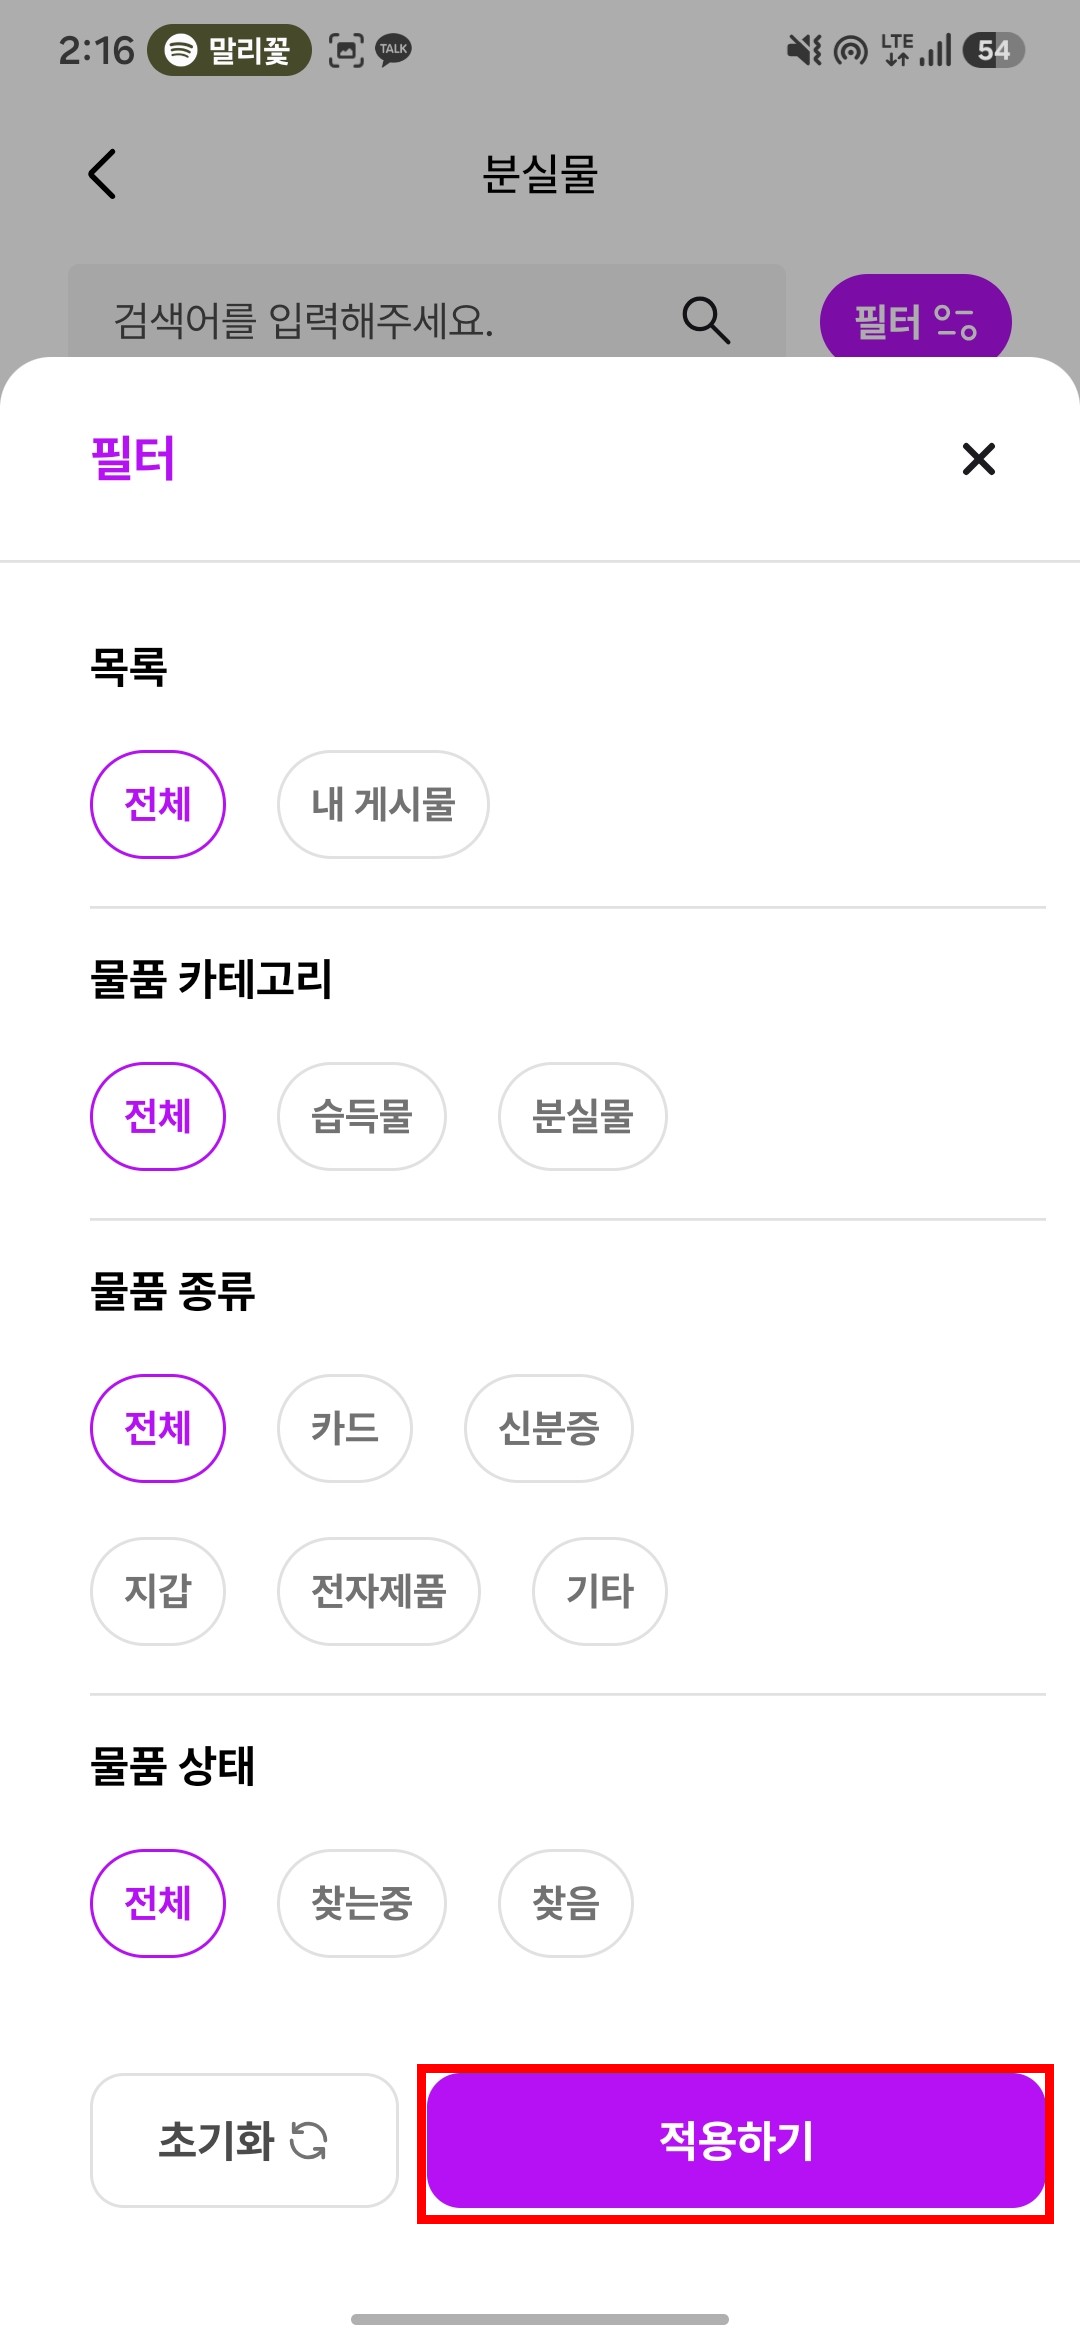 2:16 말리꽃 TALK LTE 54
분실물
검색어를 입력해주세요. 필터
필터
목록
전체 내 게시물
물품 카테고리
전체 습득물 분실물
물품 종류
전체 카드 신분증
지갑 전자제품 기타
물품 상태
전체 찾는중 찾음
초기화 적용하기